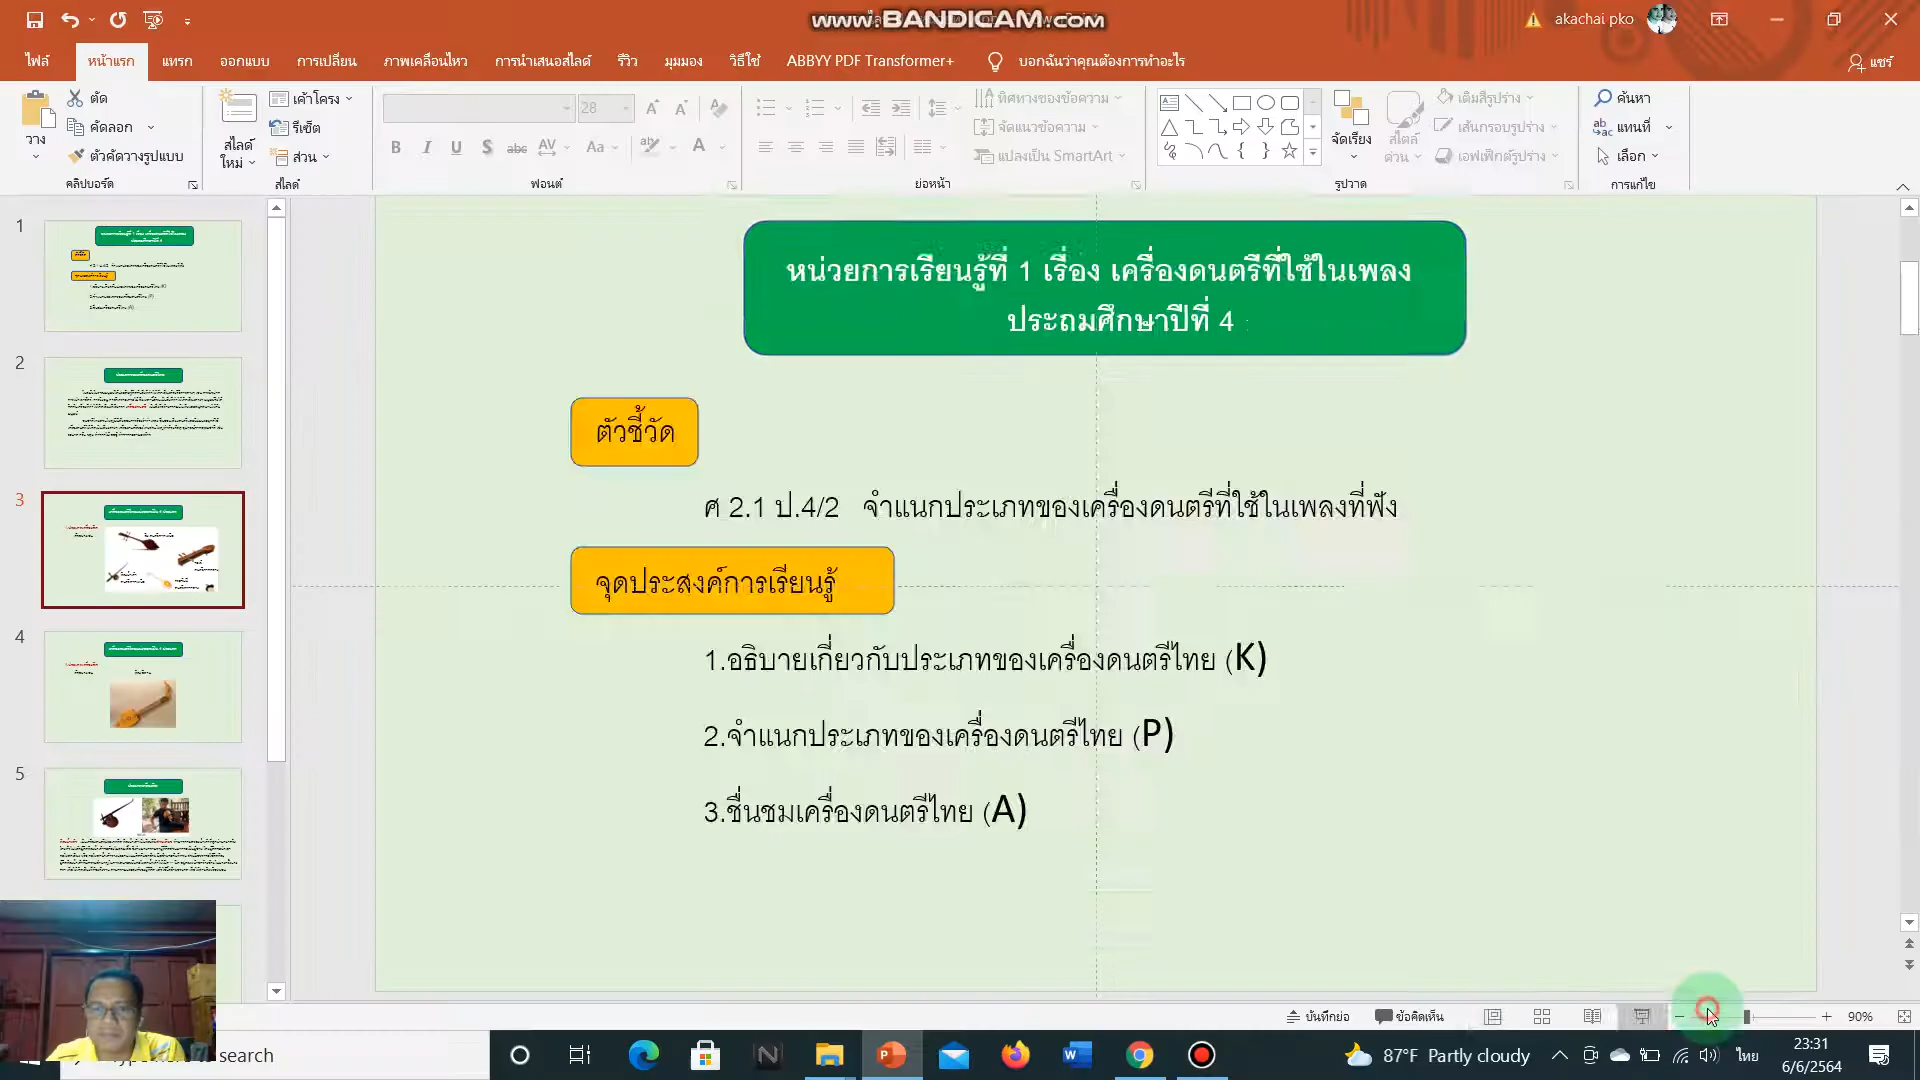 www.BANDICAM.com
akachai pko
ไฟล์ หน้าแรก แทรก ออกแบบ การเปลี่ยน ภาพเคลื่อนไหว การนำเสนอสไลด์ รีวิว มุมมอง วิธีใช้ ABBYY PDF Transformer+ บอกฉันว่าคุณต้องการทำอะไร แชร์
วาง
ตัด
คัดลอก
ตัวคัดวางรูปแบบ
คลิปบอร์ด
สไลด์ใหม่
เค้าโครง
รีเซ็ต
ส่วน
สไลด์
28
ฟอนต์
ทิศทางของข้อความ
จัดแนวข้อความ
แปลงเป็น SmartArt
ย่อหน้า
จัดเรียง
สไตล์ด่วน
เติมสีรูปร่าง
เส้นกรอบรูปร่าง
เอฟเฟ็กต์รูปร่าง
รูปวาด
ค้นหา
แทนที่
เลือก
การแก้ไข
1
2
3
4
5
หน่วยการเรียนรู้ที่ 1 เรื่อง เครื่องดนตรีที่ใช้ในเพลง
ประถมศึกษาปีที่ 4
ตัวชี้วัด
ศ 2.1 ป.4/2 จำแนกประเภทของเครื่องดนตรีที่ใช้ในเพลงที่ฟัง
จุดประสงค์การเรียนรู้
1.อธิบายเกี่ยวกับประเภทของเครื่องดนตรีไทย (K)
2.จำแนกประเภทของเครื่องดนตรีไทย (P)
3.ชื่นชมเครื่องดนตรีไทย (A)
บันทึกย่อ ข้อคิดเห็น 90%
search
87°F Partly cloudy
ไทย
23:31
6/6/2564